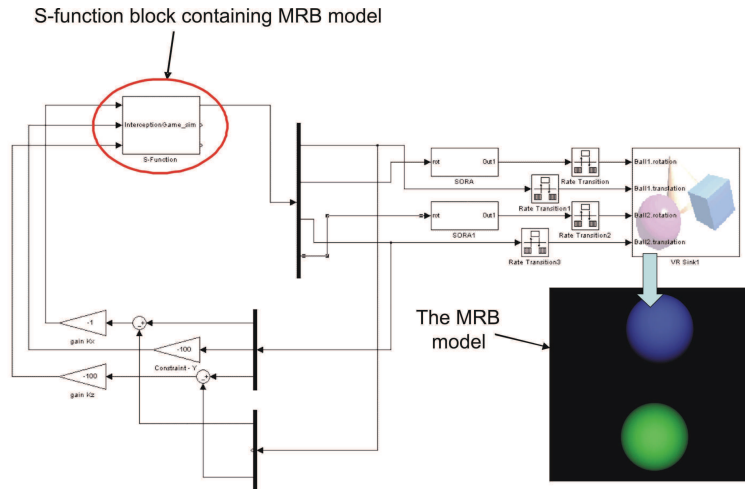 S-function block containing MRB model
InterceptionGame_sim
S-Function
rot
Out1
SORA
Rate Transition
Ball1.rotation
Rate Transition1
Ball1.translation
rot
Out1
SORA1
Rate Transition2
Ball2.rotation
Rate Transition3
Ball2.translation
VR Sink1
The MRB
model
-1
gain Kx
-100
Constraint - Y
-100
gain Kz